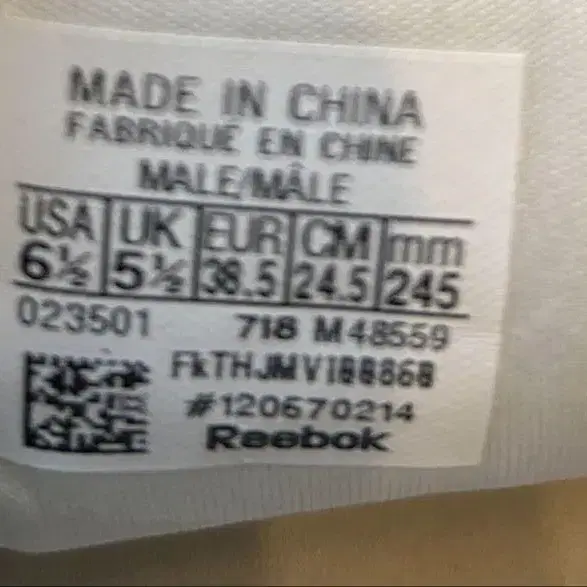 MADE IN CHINA
FABRIQUÉ EN CHINE
MALE/MÂLE
USA UK EUR CM mm
6½ 5½ 38.5 24.5 245
023501 718 M48559
#120670214
Reebok